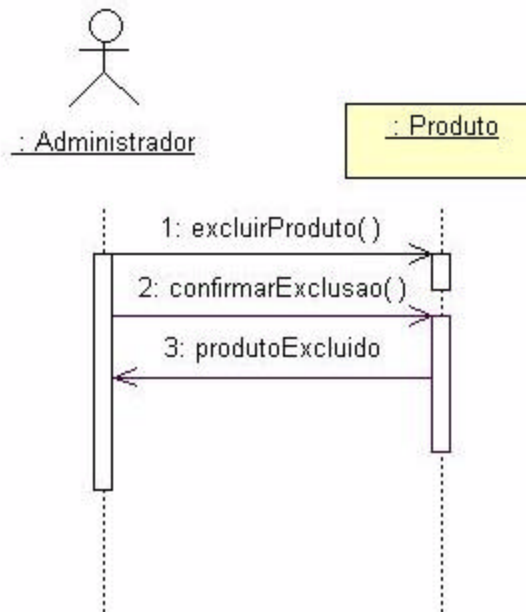 : Administrador
: Produto
1: excluirProduto( )
2: confirmarExclusao( )
3: produtoExcluido